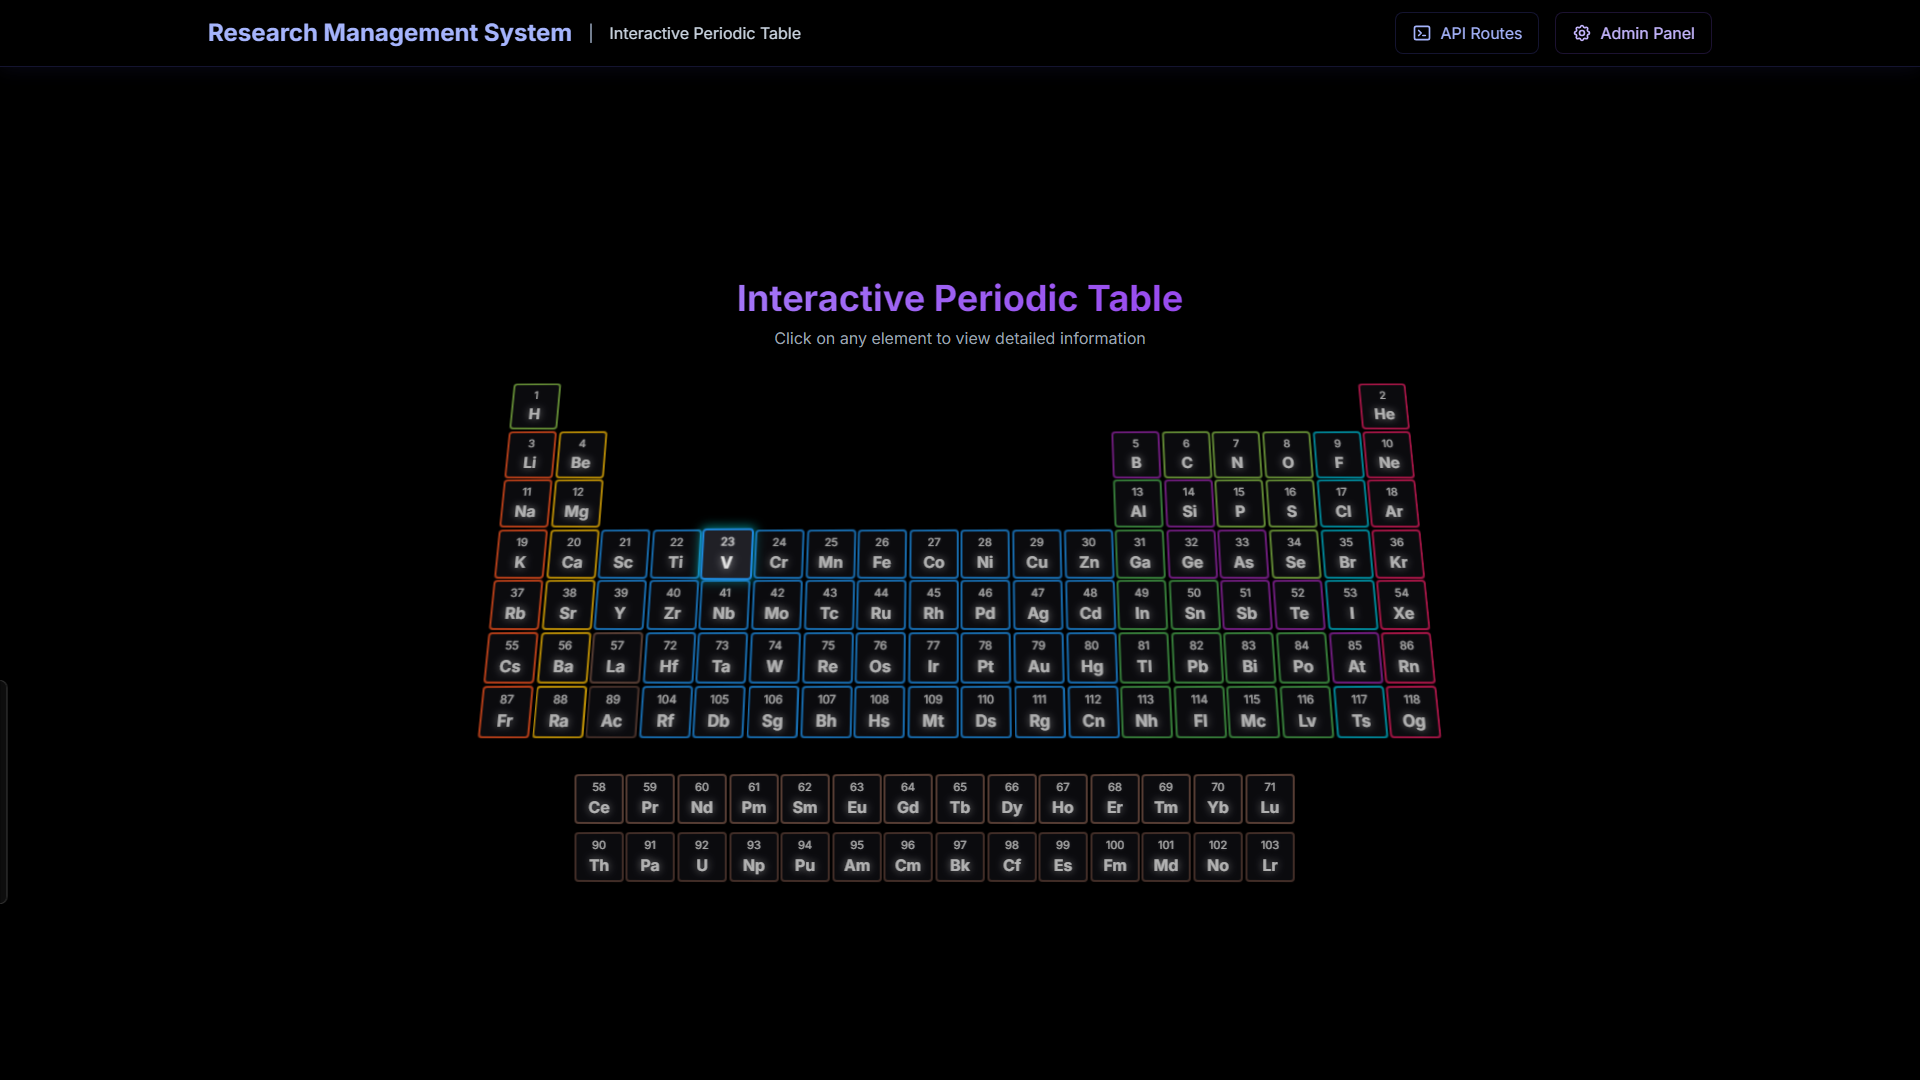 Research Management System | Interactive Periodic Table
API Routes
Admin Panel
Interactive Periodic Table
Click on any element to view detailed information
1 2
H He
3 4 5 6 7 8 9 10
Li Be B C N O F Ne
11 12 13 14 15 16 17 18
Na Mg Al Si P S Cl Ar
19 20 21 22 23 24 25 26 27 28 29 30 31 32 33 34 35 36
K Ca Sc Ti V Cr Mn Fe Co Ni Cu Zn Ga Ge As Se Br Kr
37 38 39 40 41 42 43 44 45 46 47 48 49 50 51 52 53 54
Rb Sr Y Zr Nb Mo Tc Ru Rh Pd Ag Cd In Sn Sb Te I Xe
55 56 57 72 73 74 75 76 77 78 79 80 81 82 83 84 85 86
Cs Ba La Hf Ta W Re Os Ir Pt Au Hg Tl Pb Bi Po At Rn
87 88 89 104 105 106 107 108 109 110 111 112 113 114 115 116 117 118
Fr Ra Ac Rf Db Sg Bh Hs Mt Ds Rg Cn Nh Fl Mc Lv Ts Og
58 59 60 61 62 63 64 65 66 67 68 69 70 71
Ce Pr Nd Pm Sm Eu Gd Tb Dy Ho Er Tm Yb Lu
90 91 92 93 94 95 96 97 98 99 100 101 102 103
Th Pa U Np Pu Am Cm Bk Cf Es Fm Md No Lr